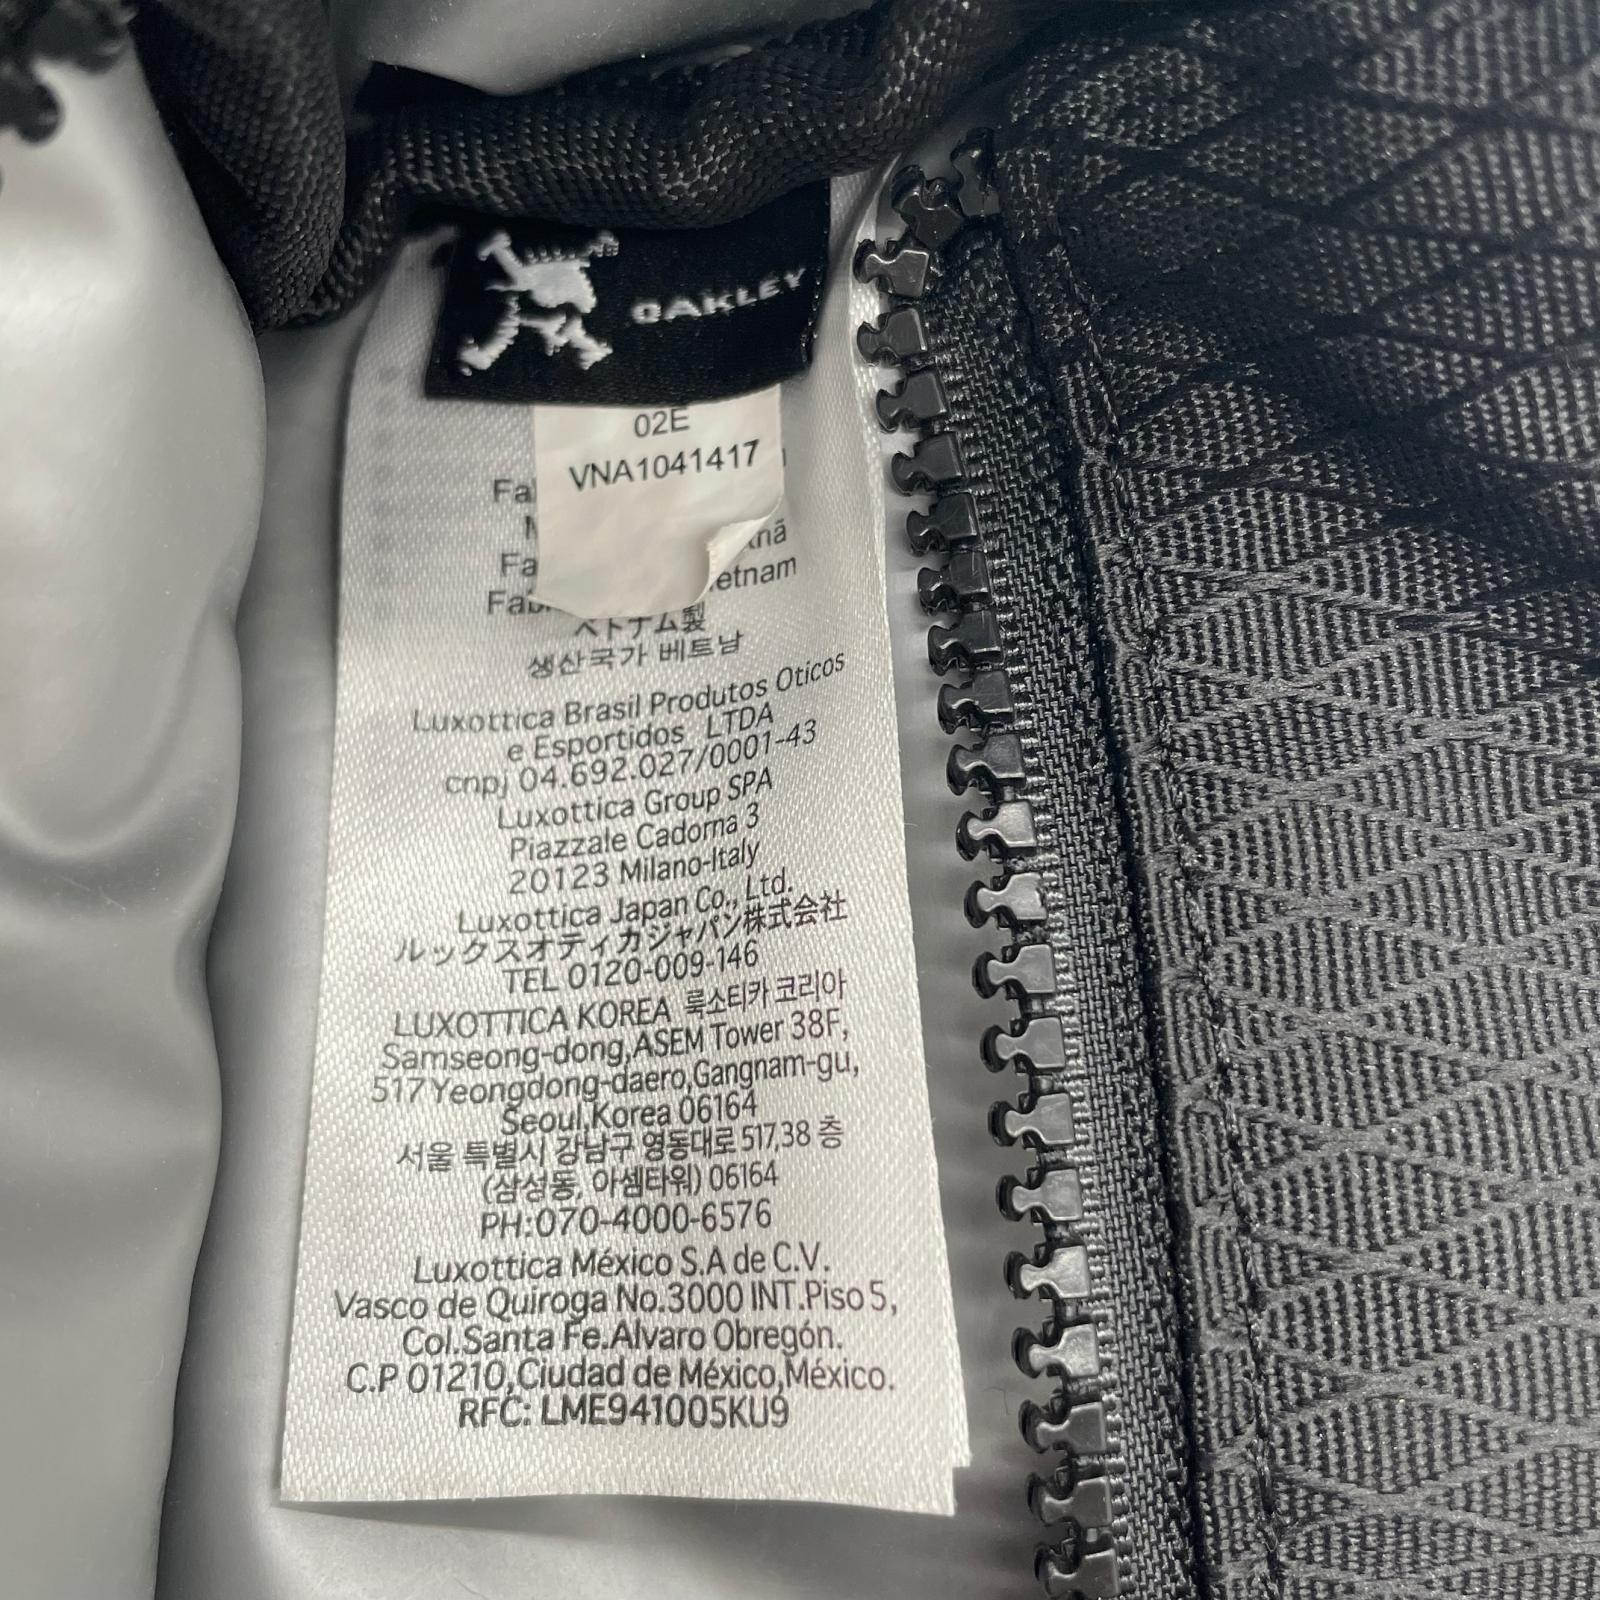 OAKLEY
02E
VNA1041417
Fa
Fa
etnam
ベトナム製
생산국가 베트남
Luxottica Brasil Produtos Oticos
e Esportidos LTDA
cnpj 04.692.027/0001-43
Luxottica Group SPA
Piazzale Cadorna 3
20123 Milano-Italy
Luxottica Japan Co., Ltd.
ルックスオティカジャパン株式会社
TEL 0120-009-146
LUXOTTICA KOREA 룩소티카 코리아
Samseong-dong,ASEM Tower 38F,
517 Yeongdong-daero,Gangnam-gu,
Seoul,Korea 06164
서울 특별시 강남구 영동대로 517,38 층
(삼성동, 아셈타워) 06164
PH:070-4000-6576
Luxottica México S.A de C.V.
Vasco de Quiroga No.3000 INT.Piso 5,
Col.Santa Fe.Alvaro Obregón.
C.P 01210,Ciudad de México,México.
RFC: LME941005KU9